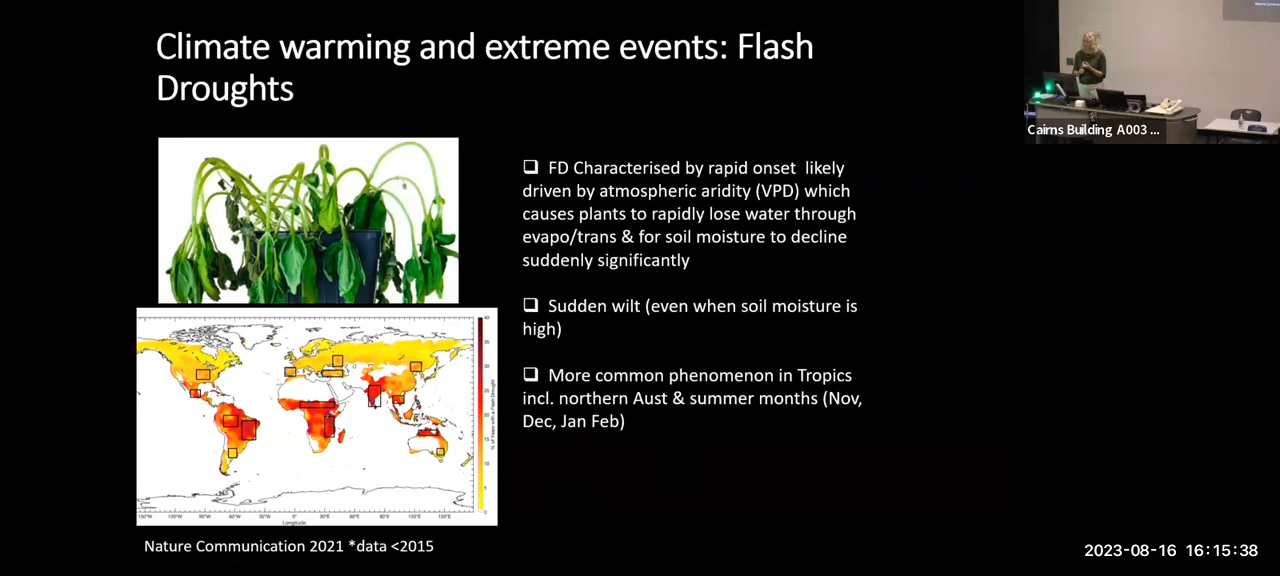 Climate warming and extreme events: Flash
Droughts
Cairns Building A003 ...
❑ FD Characterised by rapid onset likely
driven by atmospheric aridity (VPD) which
causes plants to rapidly lose water through
evapo/trans & for soil moisture to decline
suddenly significantly
❑ Sudden wilt (even when soil moisture is
high)
❑ More common phenomenon in Tropics
incl. northern Aust & summer months (Nov,
Dec, Jan Feb)
Longitude
Nature Communication 2021 *data <2015
2023-08-16 16:15:38